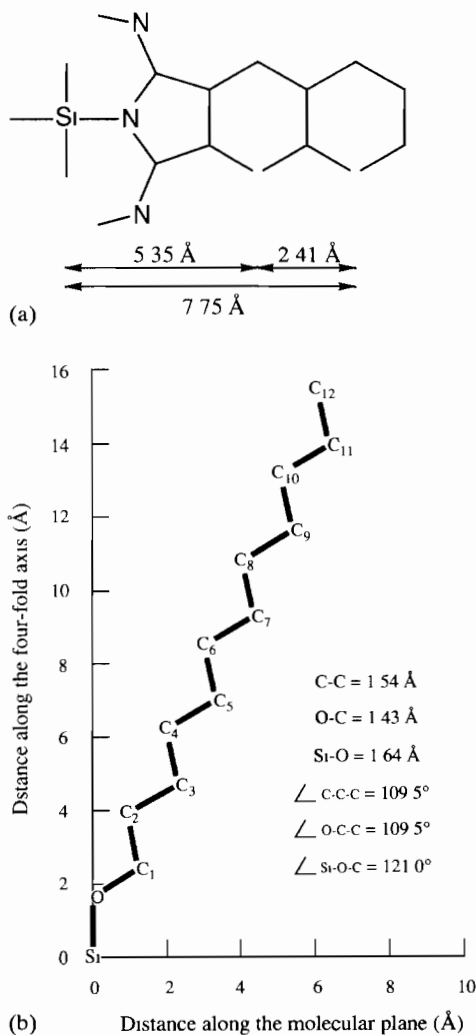 N
Si
N
N
5 35 Å
2 41 Å
7 75 Å
(a)
16
14
12
10
8
6
4
2
0
Dstance along the four-fold axis (Å)
C12
C11
C10
C9
C8
C7
C6
C5
C4
C3
C2
C1
O
Si
C-C = 1 54 Å
O-C = 1 43 Å
Si-O = 1 64 Å
∠ C-C-C = 109 5°
∠ O-C-C = 109 5°
∠ Si-O-C = 121 0°
0 2 4 6 8 10
(b)
Distance along the molecular plane (Å)